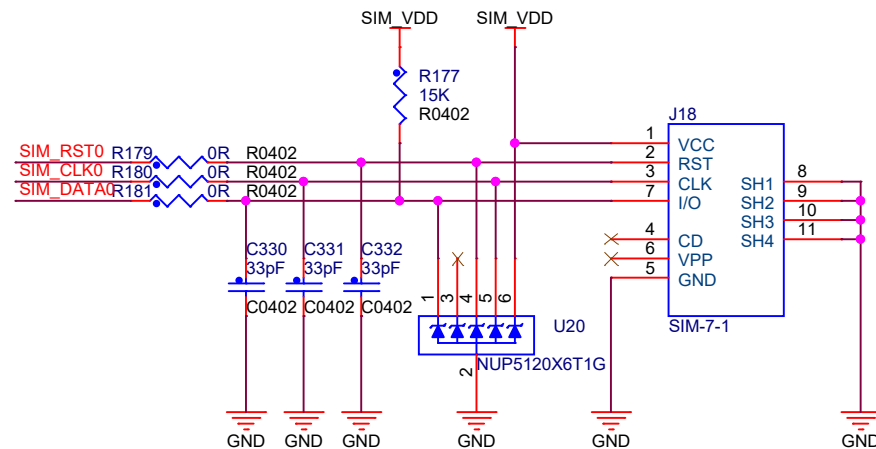 SIM_VDD SIM_VDD
R177
15K
R0402
J18
SIM_RST0 R179 0R R0402
SIM_CLK0 R180 0R R0402
SIM_DATA0 R181 0R R0402
1 VCC
2 RST
3 CLK
7 I/O
4 CD
6 VPP
5 GND
SH1 8
SH2 9
SH3 10
SH4 11
SIM-7-1
C330 C331 C332
33pF 33pF 33pF
C0402 C0402 C0402
1 3 4 5 6
U20
NUP5120X6T1G
2
GND GND GND GND GND GND